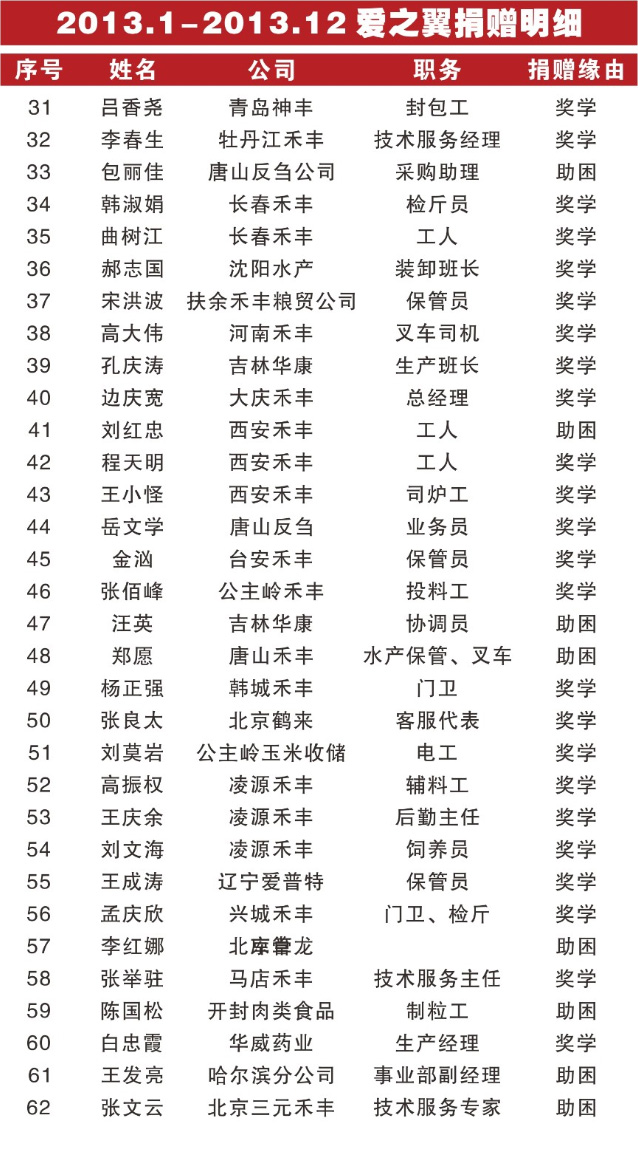 2013.1-2013.12 爱之翼捐赠明细
序号 姓名 公司 职务 捐赠缘由
31 吕香尧 青岛神丰 封包工 奖学
32 李春生 牡丹江禾丰 技术服务经理 奖学
33 包丽佳 唐山反刍公司 采购助理 助困
34 韩淑娟 长春禾丰 检斤员 奖学
35 曲树江 长春禾丰 工人 奖学
36 郝志国 沈阳水产 装卸班长 奖学
37 宋洪波 扶余禾丰粮贸公司 保管员 奖学
38 高大伟 河南禾丰 叉车司机 奖学
39 孔庆涛 吉林华康 生产班长 奖学
40 边庆宽 大庆禾丰 总经理 奖学
41 刘红忠 西安禾丰 工人 助困
42 程天明 西安禾丰 工人 奖学
43 王小怪 西安禾丰 司炉工 奖学
44 岳文学 唐山反刍 业务员 奖学
45 金汹 台安禾丰 保管员 奖学
46 张佰峰 公主岭禾丰 投料工 奖学
47 汪英 吉林华康 协调员 助困
48 郑愿 唐山禾丰 水产保管、叉车 助困
49 杨正强 韩城禾丰 门卫 奖学
50 张良太 北京鹤来 客服代表 奖学
51 刘莫岩 公主岭玉米收储 电工 奖学
52 高振权 凌源禾丰 辅料工 奖学
53 王庆余 凌源禾丰 后勤主任 奖学
54 刘文海 凌源禾丰 饲养员 奖学
55 王成涛 辽宁爱普特 保管员 奖学
56 孟庆欣 兴城禾丰 门卫、检斤 奖学
57 李红娜 北 龙 助困
58 张举驻 马店禾丰 技术服务主任 奖学
59 陈国松 开封肉类食品 制粒工 助困
60 白忠霞 华威药业 生产经理 奖学
61 王发亮 哈尔滨分公司 事业部副经理 助困
62 张文云 北京三元禾丰 技术服务专家 助困